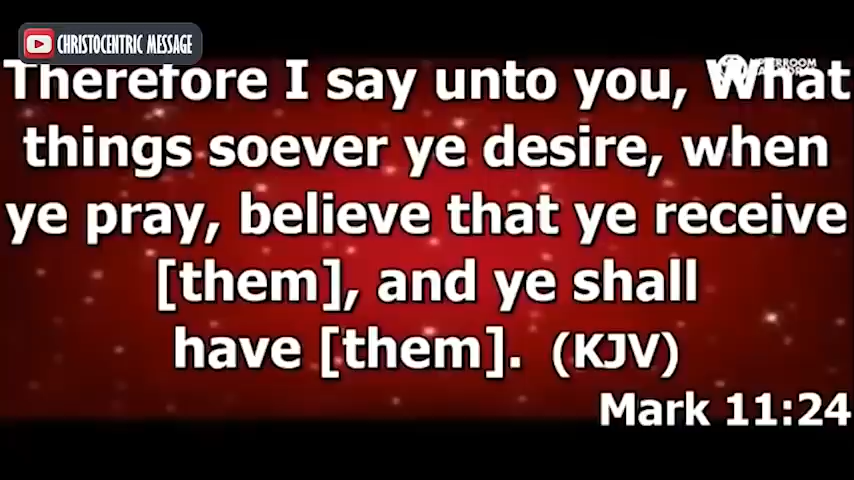 CHRISTOCENTRIC MESSAGE
Therefore I say unto you, What
things soever ye desire, when
ye pray, believe that ye receive
[them], and ye shall
have [them]. (KJV)
Mark 11:24